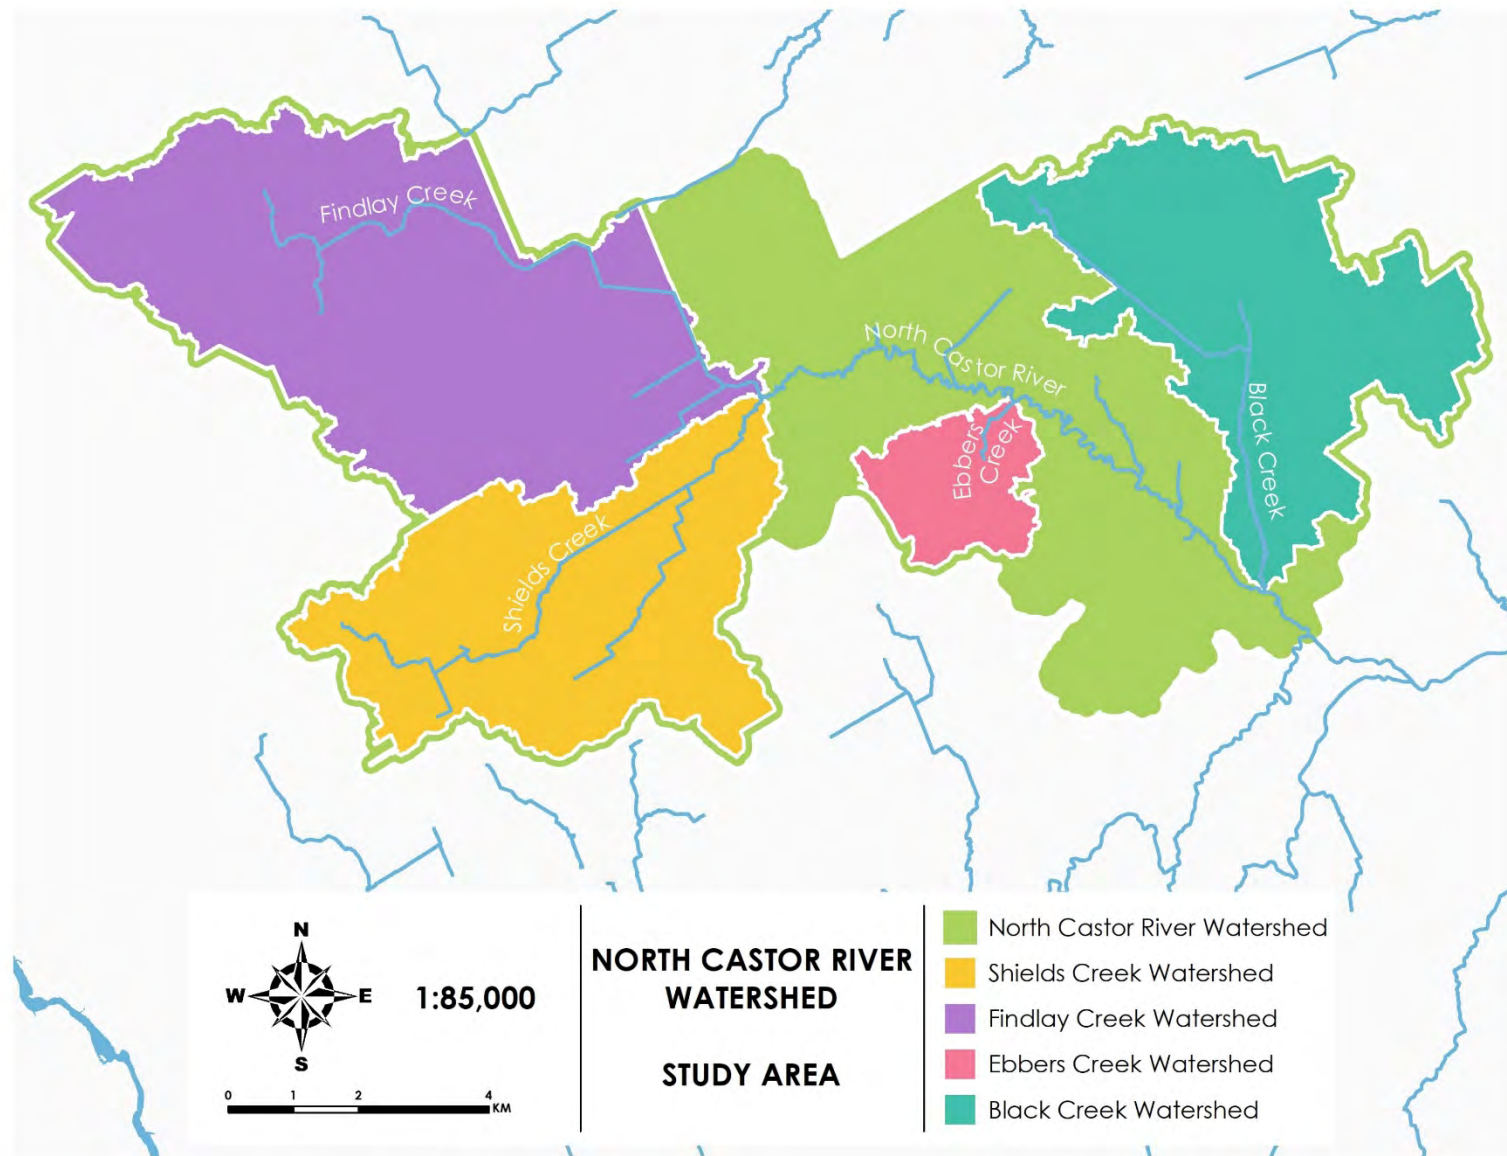 Findlay Creek
North Castor River
Ebbers
Creek
Black Creek
Shields Creek
N
W
E
S
1:85,000
0 1 2 4
KM
NORTH CASTOR RIVER
WATERSHED
STUDY AREA
North Castor River Watershed
Shields Creek Watershed
Findlay Creek Watershed
Ebbers Creek Watershed
Black Creek Watershed